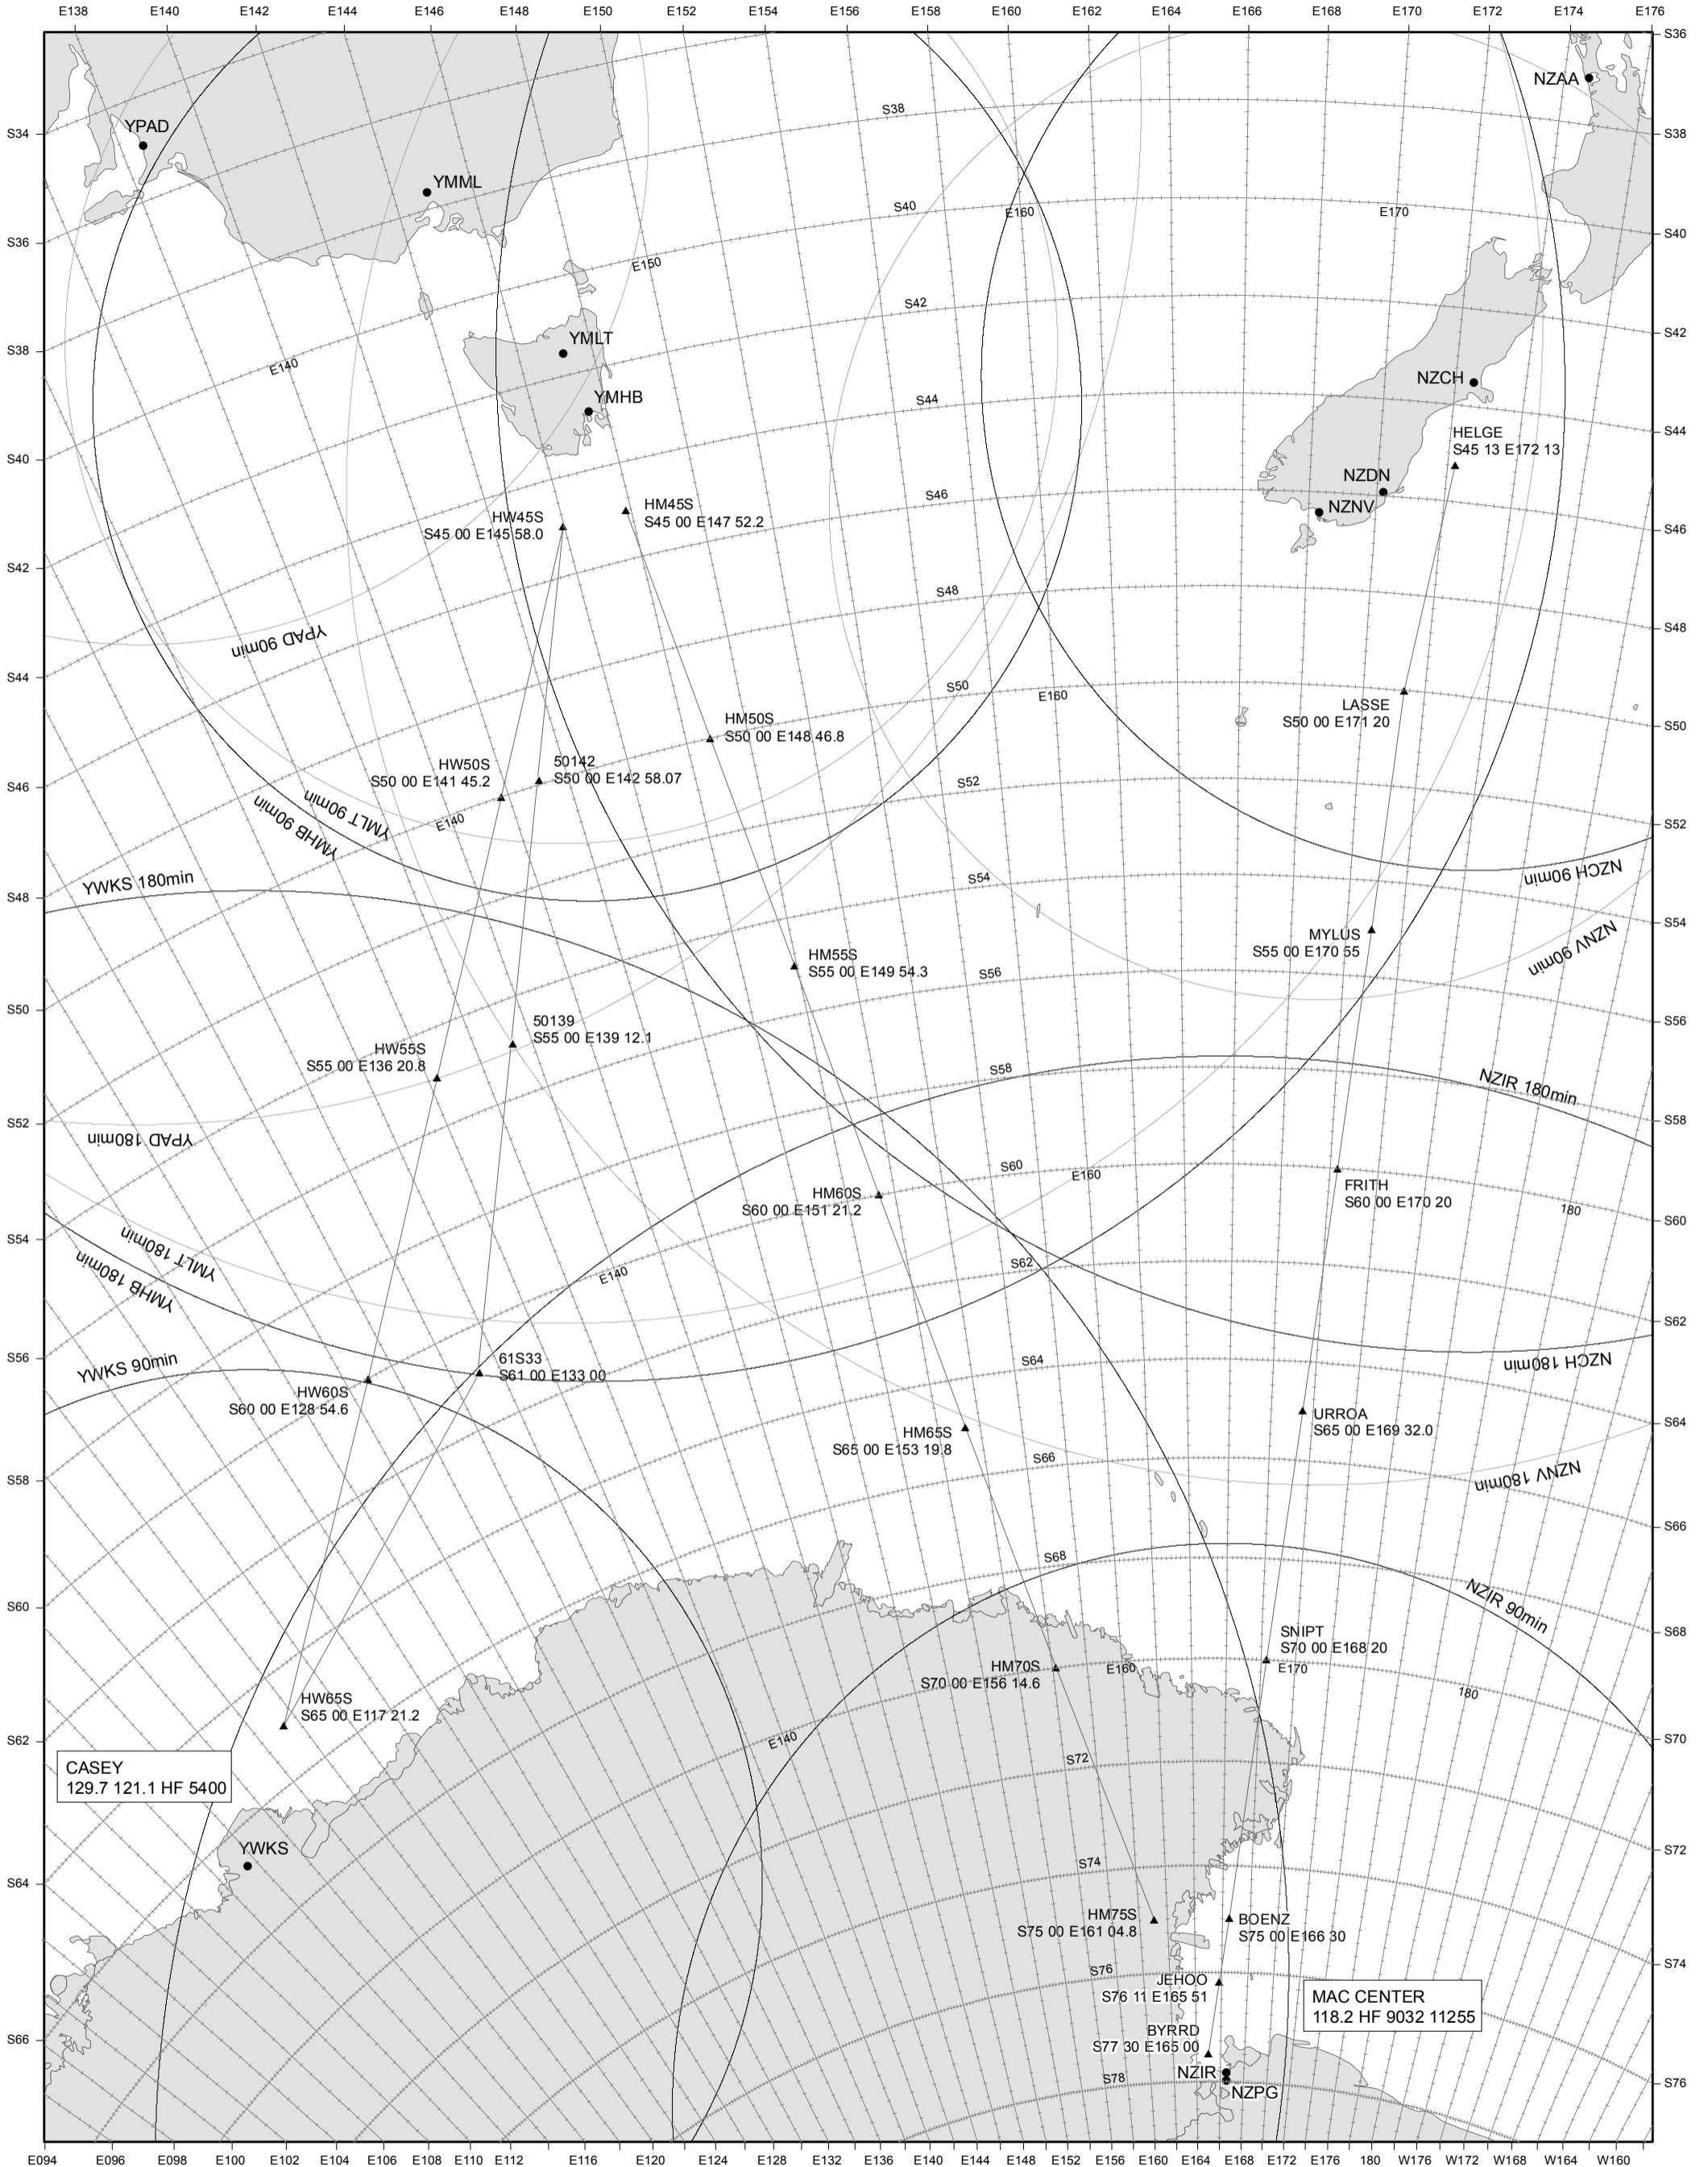 E138 E140 E142 E144 E146 E148 E150 E152 E154 E156 E158 E160 E162 E164 E166 E168 E170 E172 E174 E176
S36
NZAA
S38
S34
YPAD
S38
YMML
S40
E160
E170
S36
S40
E150
S42
S42
YMLT
S38
E140
NZCH
YMHB
S44
HELGE
S45 13 E172 13
S44
S40
NZDN
S46
HM45S
S45 00 E147 52.2
HW45S
S45 00 E145 58.0
NZNV
S46
S42
S48
S48
YPAD 90min
S44
S50
E160
LASSE
S50 00 E171 20
HM50S
S50 00 E148 46.8
S50
HW50S
S50 00 E141 45.2
50142
S50 00 E142 58.07
S46
S52
YMLT 90min
YMHB 90min
E140
S52
NZCH 90min
YWKS 180min
S54
S48
S54
NZNV 90min
MYLUS
S55 00 E170 55
HM55S
S55 00 E149 54.3
S56
S50
50139
S55 00 E139 12.1
S56
HW55S
S55 00 E136 20.8
S58
NZIR 180min
S52
YPAD 180min
S58
S60
E160
FRITH
S60 00 E170 20
HM60S
S60 00 E151 21.2
180
S60
S54
YMLT 180min
YMHB 180min
S62
E140
S62
S56
YWKS 90min
61S33
S61 00 E133 00
S64
NZCH 180min
HW60S
S60 00 E128 54.6
URROA
S65 00 E169 32.0
S64
HM65S
S65 00 E153 19.8
S66
NZNV 180min
S58
S66
S68
NZIR 90min
S60
SNIPT
S70 00 E168 20
S68
HM70S
S70 00 E156 14.6
E160
E170
180
HW65S
S65 00 E117 21.2
S62
E140
S70
S72
CASEY
129.7 121.1 HF 5400
YWKS
S72
S74
S64
HM75S
S75 00 E161 04.8
BOENZ
S75 00 E166 30
S76
S74
JEHOO
S76 11 E165 51
MAC CENTER
118.2 HF 9032 11255
S66
BYRRD
S77 30 E165 00
NZIR
S78
NZPG
S76
E094 E096 E098 E100 E102 E104 E106 E108 E110 E112 E116 E120 E124 E126 E128 E132 E136 E140 E144 E148 E152 E156 E160 E164 E168 E172 E176 180 W176 W172 W168 W164 W160